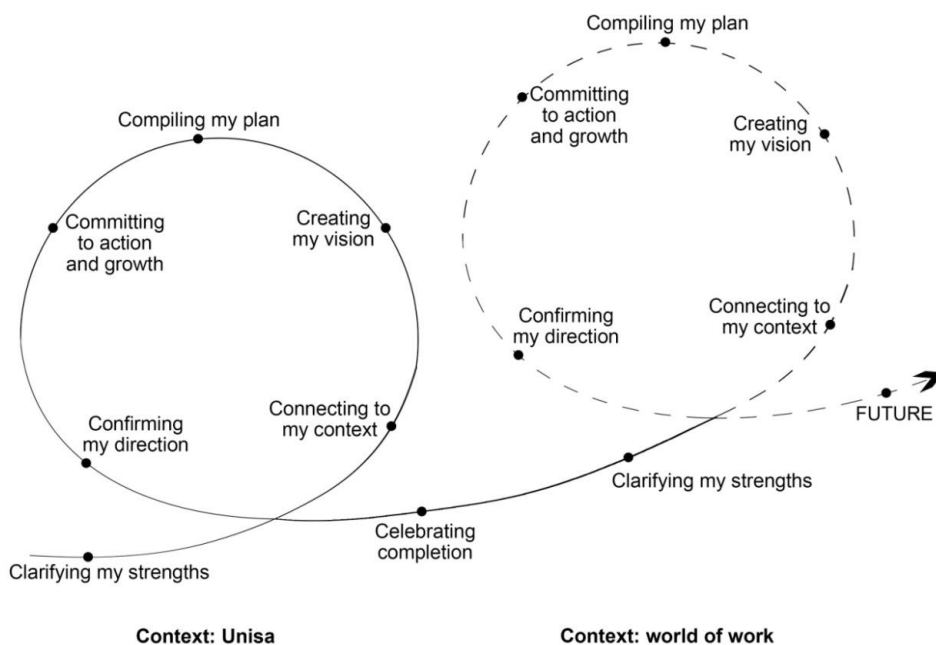 Compiling my plan
Committing
to action
and growth
Creating
my vision
Confirming
my direction
Connecting to
my context
Clarifying my strengths
Celebrating
completion
Compiling my plan
Committing
to action
and growth
Creating
my vision
Confirming
my direction
Connecting to
my context
Clarifying my strengths
FUTURE
Context: Unisa
Context: world of work